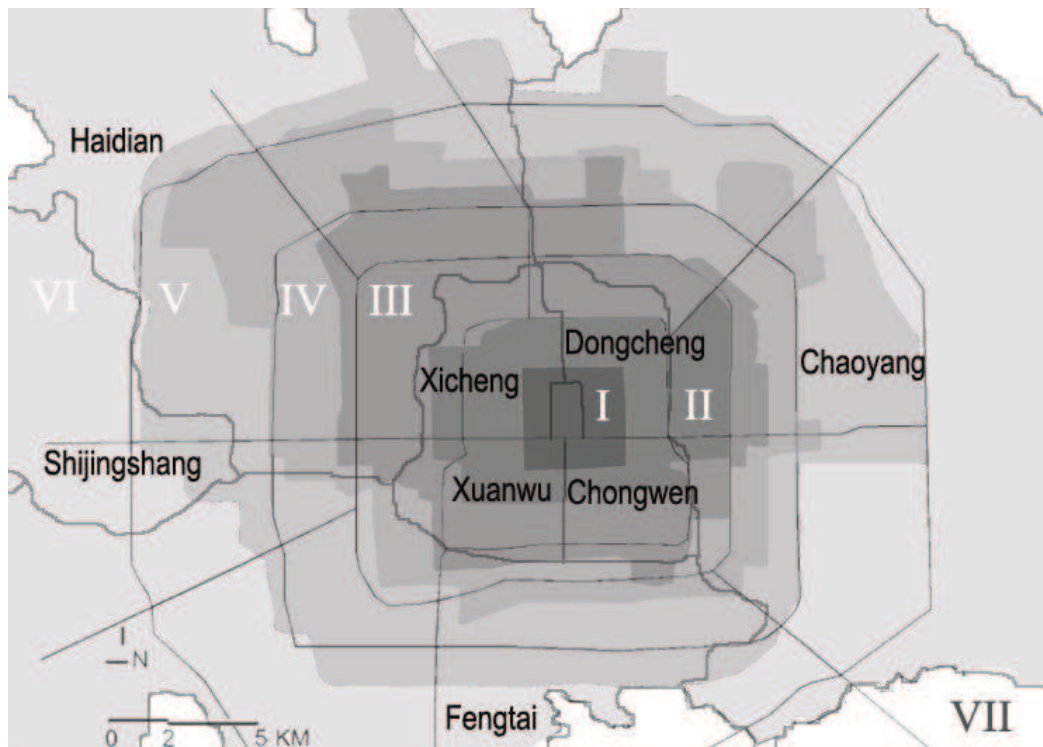 Haidian
VI
V
IV
III
Dongcheng
Xicheng
Chaoyang
I
II
Shijingshang
Xuanwu
Chongwen
N
Fengtai
VII
0 2 5 KM